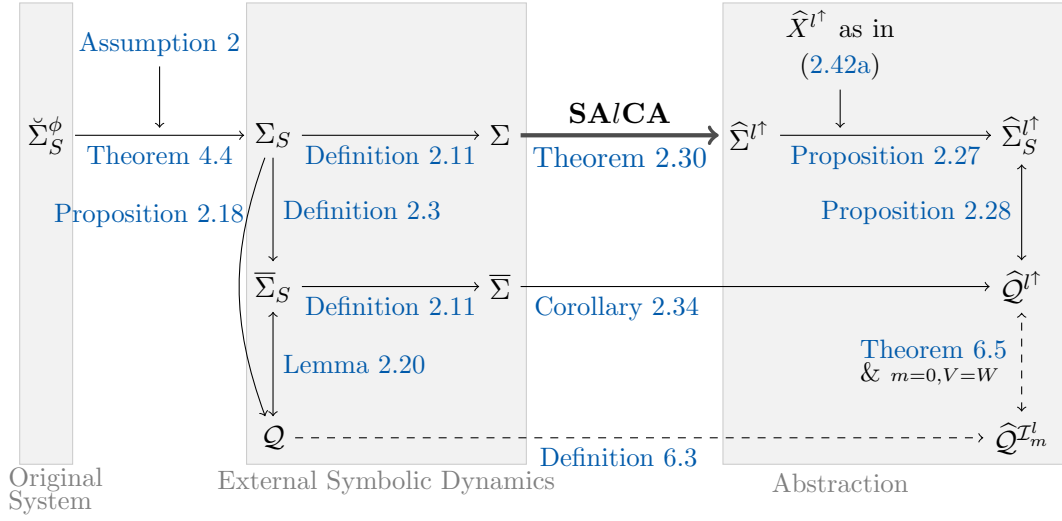 Assumption 2
X̂^{l↑} as in
(2.42a)
Σ̆_S^ϕ
Theorem 4.4
Σ_S
Definition 2.11
Σ
SAlCA
Theorem 2.30
Σ̂^{l↑}
Proposition 2.27
Σ̂_S^{l↑}
Proposition 2.18
Definition 2.3
Proposition 2.28
Σ̅_S
Definition 2.11
Σ̅
Corollary 2.34
Q̂^{l↑}
Lemma 2.20
Theorem 6.5
& m=0,V=W
Q
Definition 6.3
Q̂^{I_m^l}
Original
System
External Symbolic Dynamics
Abstraction